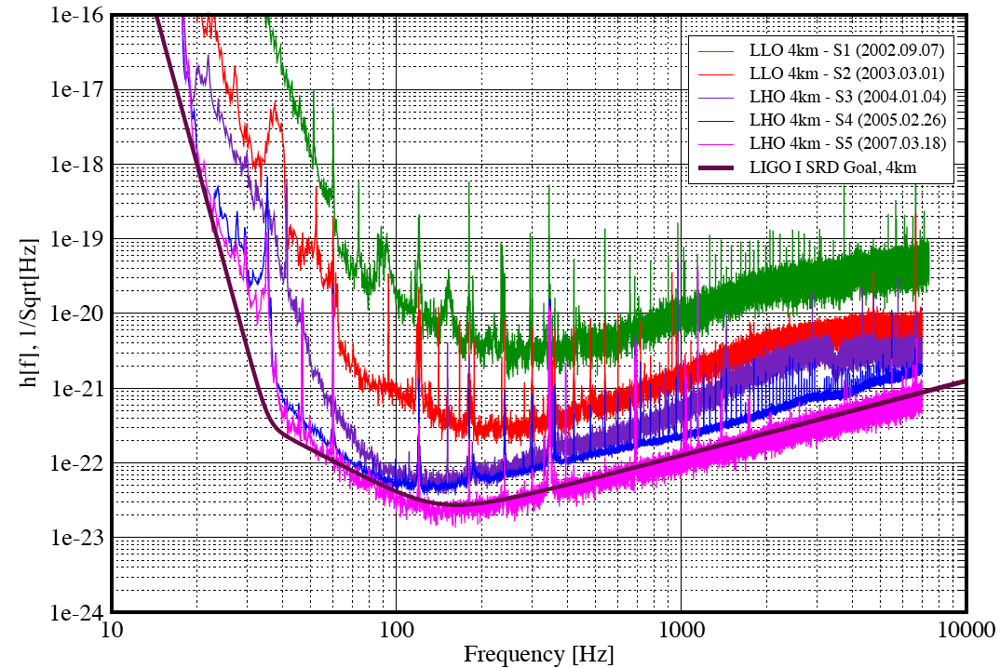 1e-16
1e-17
1e-18
1e-19
1e-20
1e-21
1e-22
1e-23
1e-24
h[f], 1/Sqrt[Hz]
LLO 4km - S1 (2002.09.07)
LLO 4km - S2 (2003.03.01)
LHO 4km - S3 (2004.01.04)
LHO 4km - S4 (2005.02.26)
LHO 4km - S5 (2007.03.18)
LIGO I SRD Goal, 4km
10
100
1000
10000
Frequency [Hz]